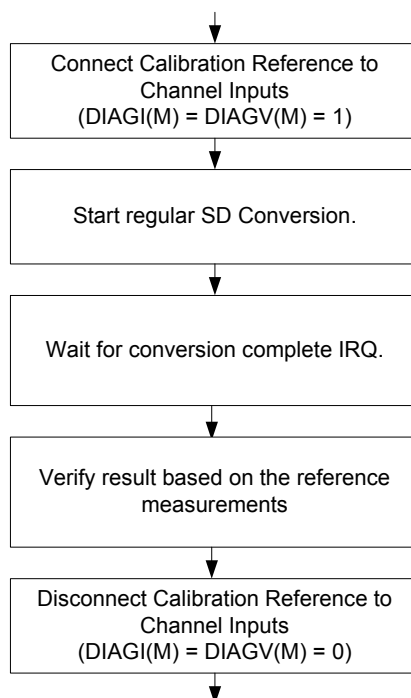 Connect Calibration Reference to
Channel Inputs
(DIAGI(M) = DIAGV(M) = 1)
Start regular SD Conversion.
Wait for conversion complete IRQ.
Verify result based on the reference
measurements
Disconnect Calibration Reference to
Channel Inputs
(DIAGI(M) = DIAGV(M) = 0)